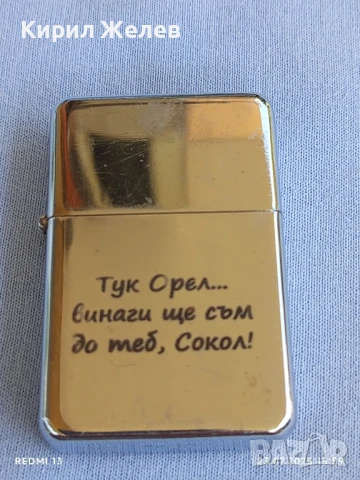 Кирил Желев
Тук Орел...
винаги ще съм
до теб, Сокол!
REDMI 13